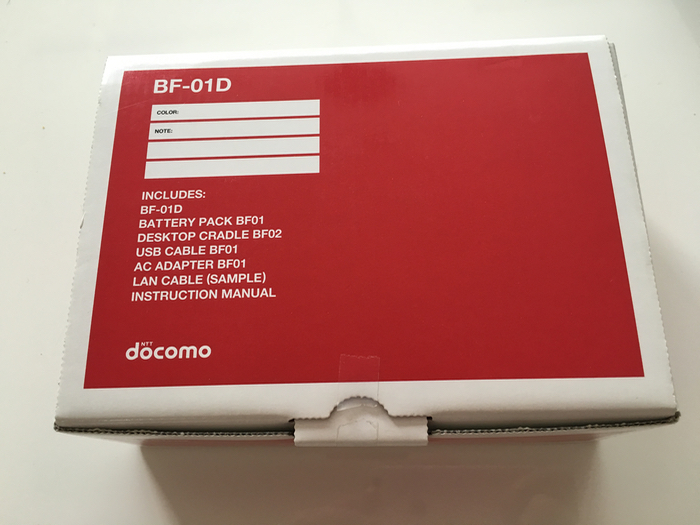 BF-01D
COLOR:
NOTE:
INCLUDES:
BF-01D
BATTERY PACK BF01
DESKTOP CRADLE BF02
USB CABLE BF01
AC ADAPTER BF01
LAN CABLE (SAMPLE)
INSTRUCTION MANUAL
NTT
döcomo